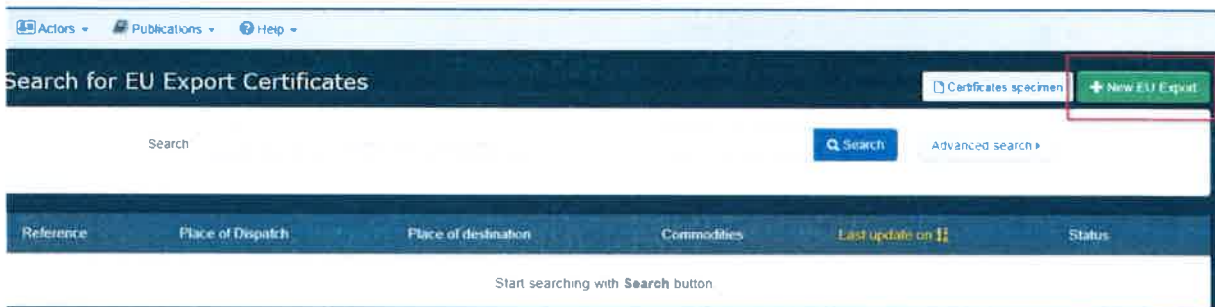 Actors Publications Help
Search for EU Export Certificates
Certificates specimen + New EU Export
Search Search Advanced search
Reference Place of Dispatch Place of destination Commodities Last update on Status
Start searching with Search button